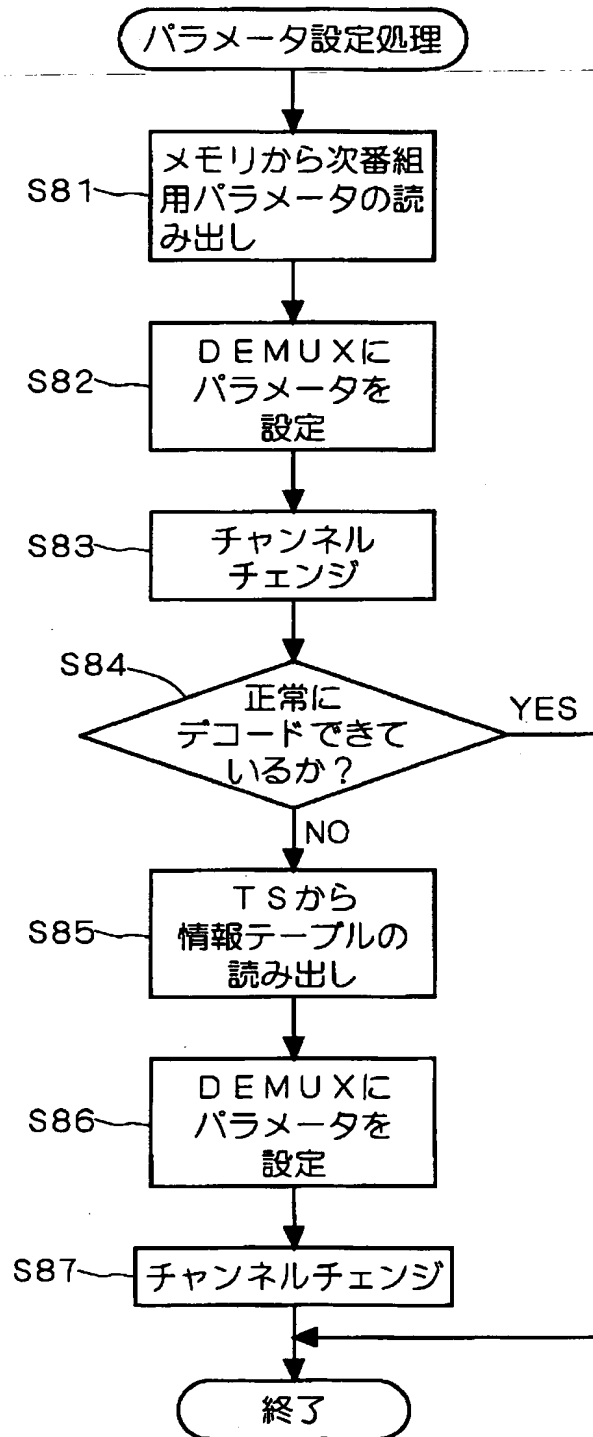 パラメータ設定処理
S81
メモリから次番組
用パラメータの読
み出し
S82
ＤＥＭＵＸに
パラメータを
設定
S83
チャンネル
チェンジ
S84
正常に
デコードできて
いるか？
YES
NO
S85
ＴＳから
情報テーブルの
読み出し
S86
ＤＥＭＵＸに
パラメータを
設定
S87
チャンネルチェンジ
終了